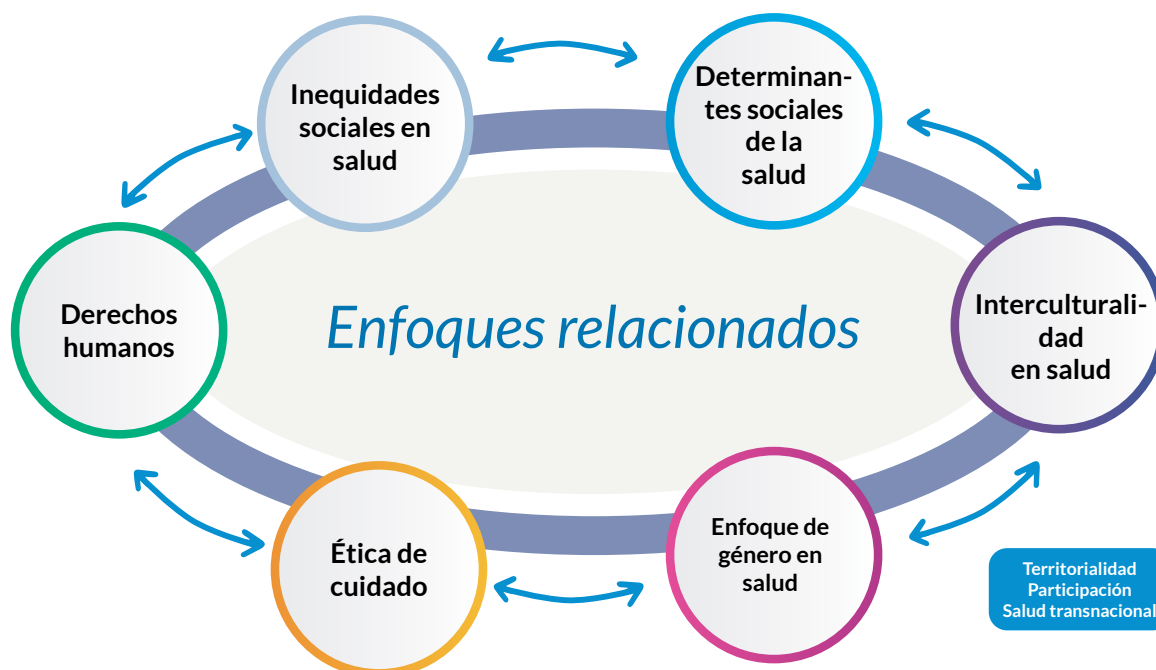 Inequidades
sociales en
salud
Determinan-
tes sociales
de la
salud
Derechos
humanos
Enfoques relacionados
Interculturali-
dad
en salud
Ética de
cuidado
Enfoque de
género en
salud
Territorialidad
Participación
Salud transnacional